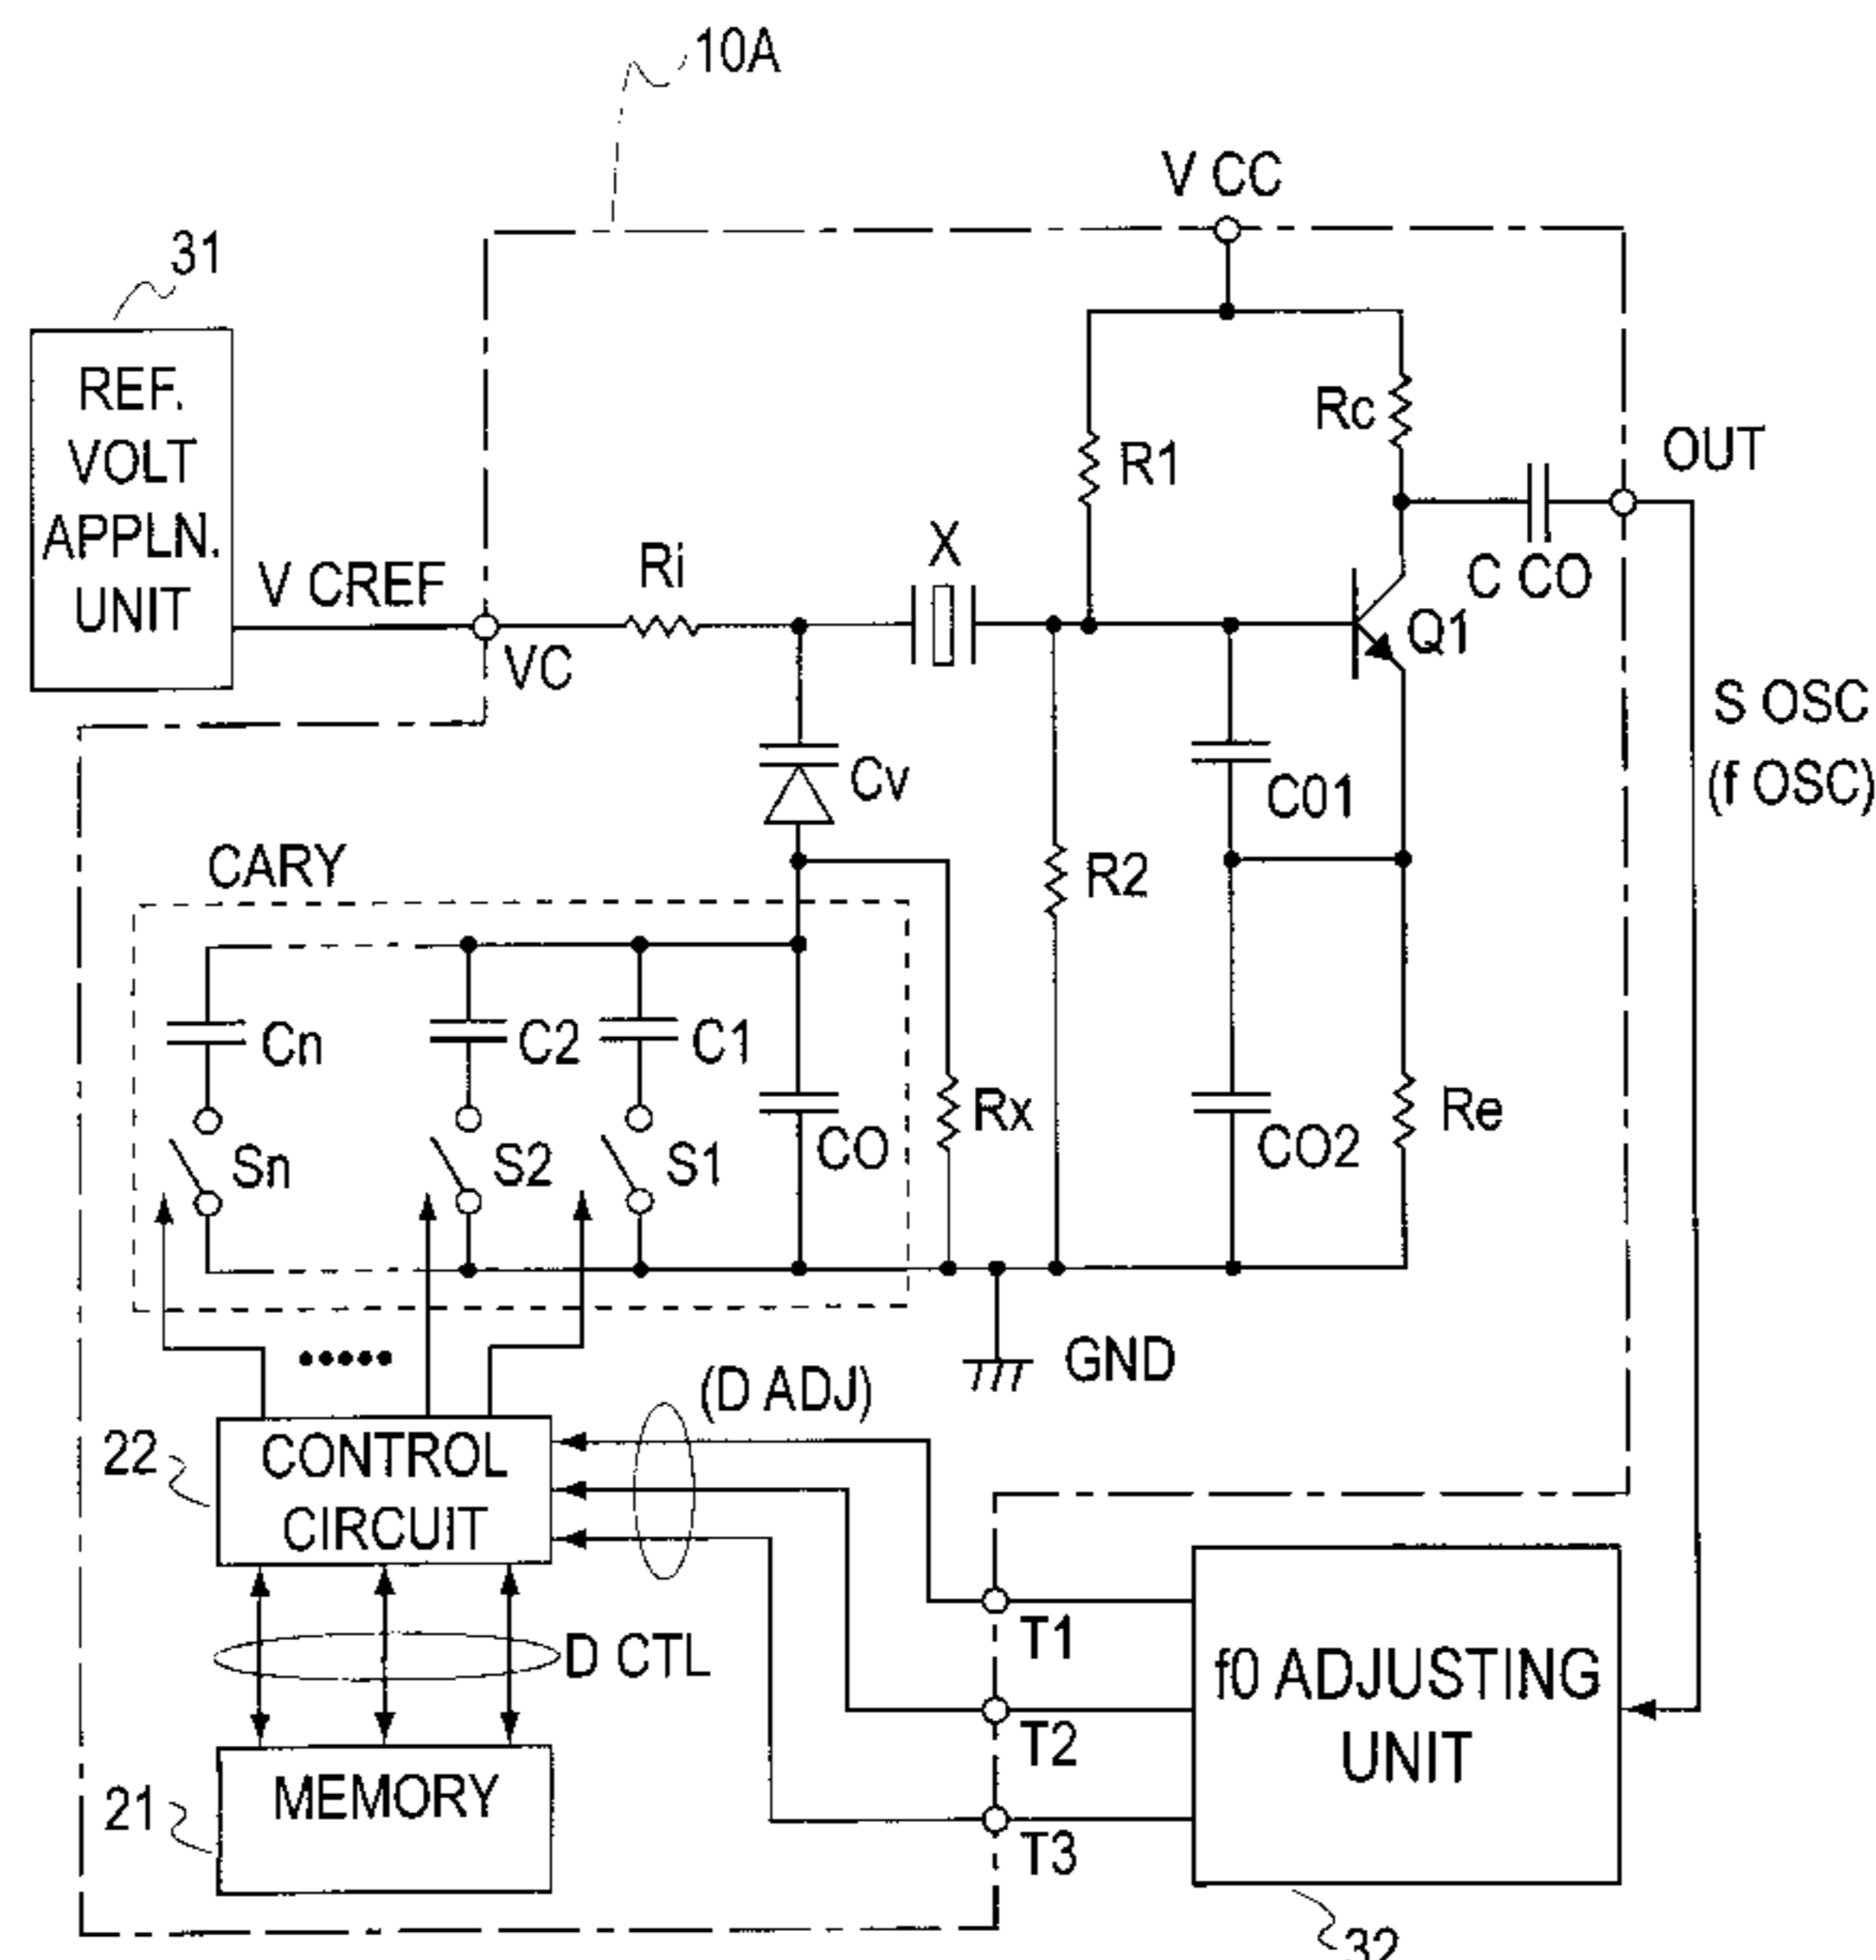 10A
V CC
31
REF.
VOLT
APPLN.
UNIT
V CREF
VC
Ri
X
R1
Rc
OUT
C CO
Q1
S OSC
(f OSC)
Cv
C01
R2
CARY
Cn
C2
C1
Rx
Re
Sn
S2
S1
CO
CO2
GND
(D ADJ)
22
CONTROL
CIRCUIT
D CTL
T1
T2
T3
f0 ADJUSTING
UNIT
21
MEMORY
32